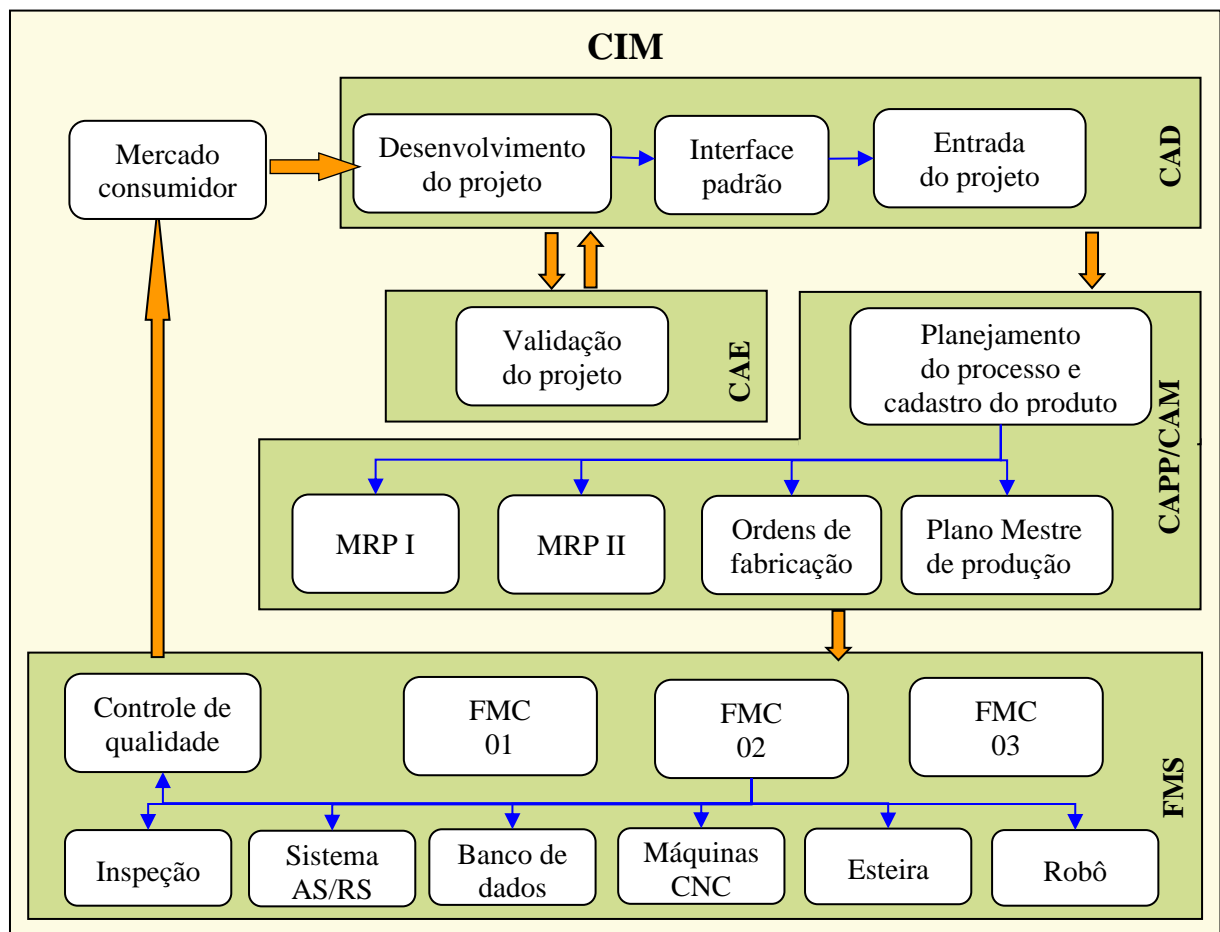 CIM
Mercado
consumidor
Desenvolvimento
do projeto
Interface
padrão
Entrada
do projeto
CAD
Validação
do projeto
CAE
Planejamento
do processo e
cadastro do produto
CAPP/CAM
MRP I
MRP II
Ordens de
fabricação
Plano Mestre
de produção
Controle de
qualidade
FMC
01
FMC
02
FMC
03
FMS
Inspeção
Sistema
AS/RS
Banco de
dados
Máquinas
CNC
Esteira
Robô